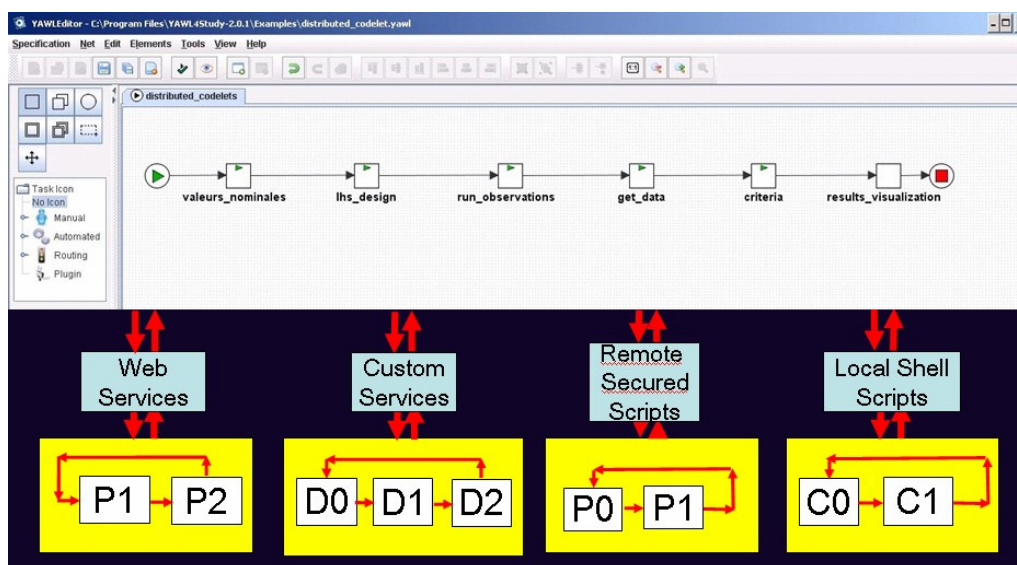 YAWLEditor - C:\Program Files\YAWL4Study-2.0.1\Examples\distributed_codelet.yawl
Specification Net Edit Elements Tools View Help
distributed_codelets
Task Icon
No Icon
Manual
Automated
Routing
Plugin
valeurs_nominales lhs_design run_observations get_data criteria results_visualization
Web
Services
Custom
Services
Remote
Secured
Scripts
Local Shell
Scripts
P1 P2
D0 D1 D2
P0 P1
C0 C1